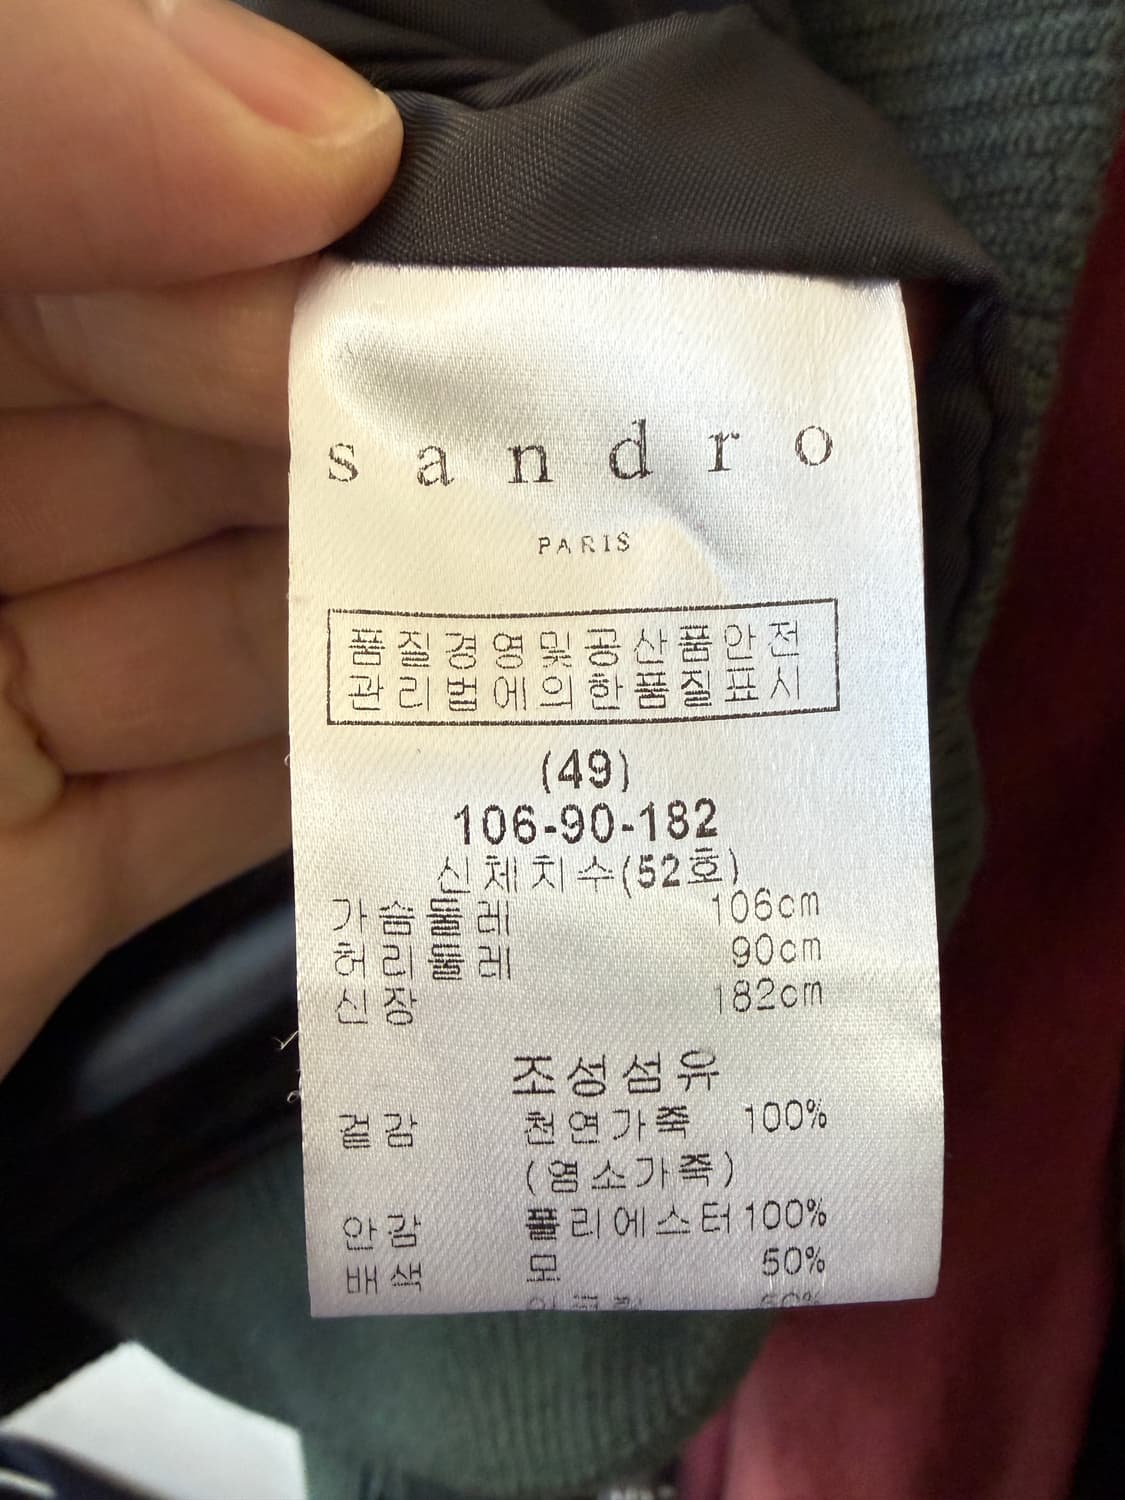 sandro
PARIS
품질경영및공산품안전
관리법에의한품질표시
(49)
106-90-182
신체치수(52호)
가슴둘레 106cm
허리둘레 90cm
신장 182cm
조성섬유
겉감 천연가죽 100%
(염소가죽)
안감 폴리에스터 100%
배색 모 50%